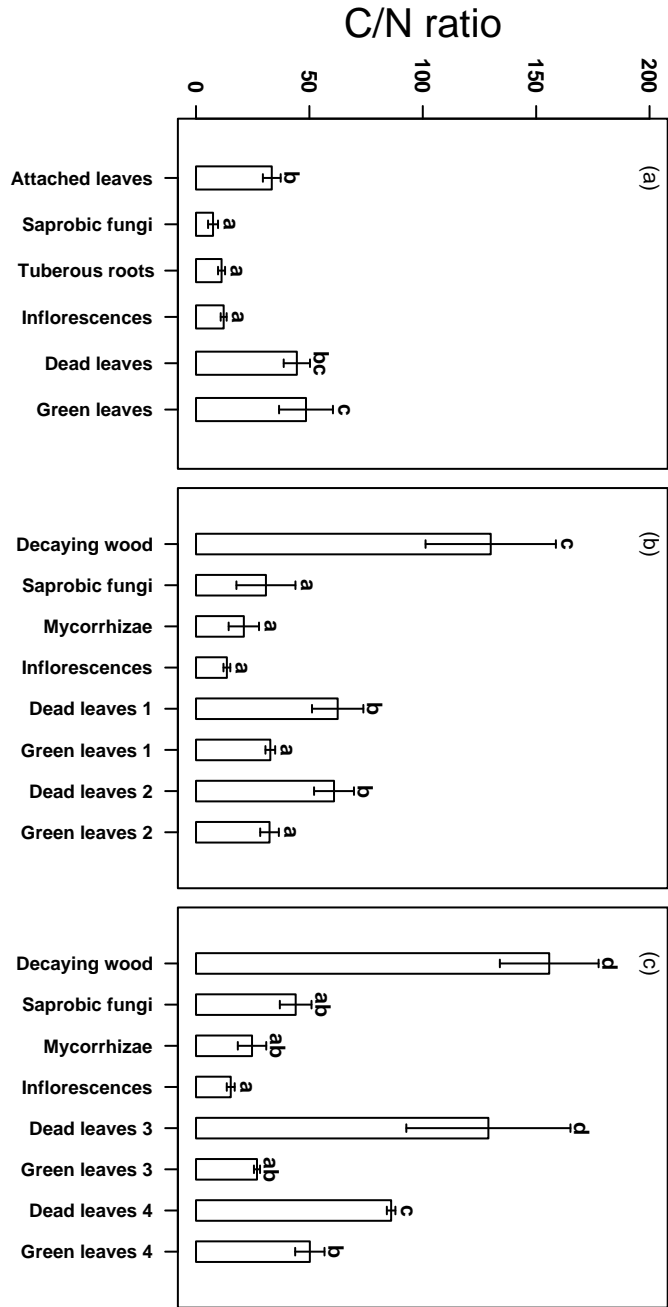 C/N ratio
0
50
100
150
200
(a)
Attached leaves
b
Saprobic fungi
a
Tuberous roots
a
Inflorescences
a
Dead leaves
bc
Green leaves
c
(b)
Decaying wood
c
Saprobic fungi
a
Mycorrhizae
a
Inflorescences
a
Dead leaves 1
b
Green leaves 1
a
Dead leaves 2
b
Green leaves 2
a
(c)
Decaying wood
d
Saprobic fungi
ab
Mycorrhizae
ab
Inflorescences
a
Dead leaves 3
d
Green leaves 3
ab
Dead leaves 4
c
Green leaves 4
b